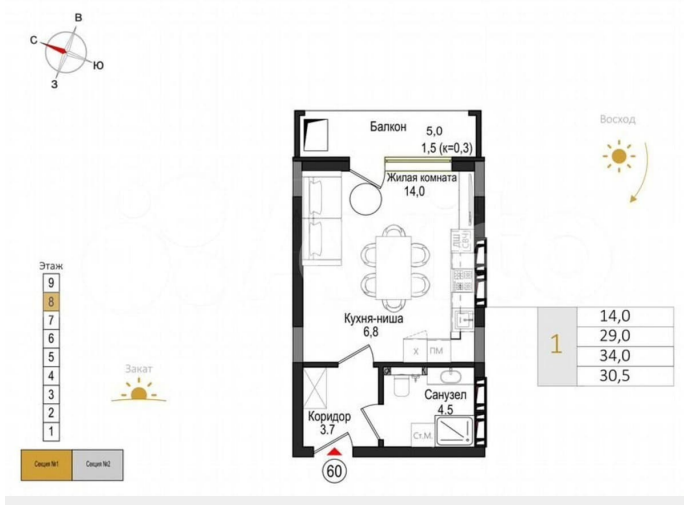 В
С
Ю
З
Балкон
5,0
1,5 (к=0,3)
Восход
Жилая комната
14,0
ДШ
СВЧ
Этаж
9
8
7
6
5
4
3
2
1
Кухня-ниша
6,8
Х
ПМ
1
14,0
29,0
34,0
30,5
Закат
Коридор
3.7
Санузел
4.5
Ст.М.
60
Секция №1
Секция №2